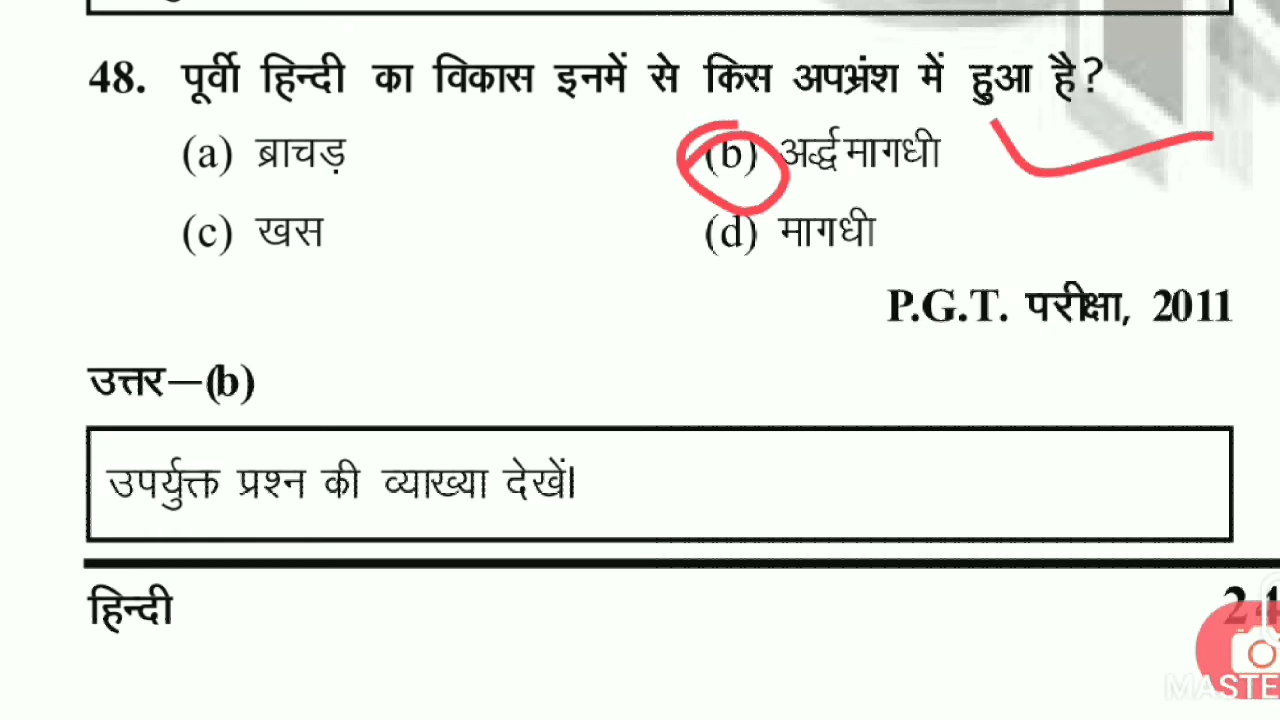 48. पूर्वी हिन्दी का विकास इनमें से किस अपभ्रंश में हुआ है?
(a) ब्राचड़ (b) अर्द्धमागधी
(c) खस (d) मागधी
P.G.T. परीक्षा, 2011
उत्तर—(b)
उपर्युक्त प्रश्न की व्याख्या देखें।
हिन्दी